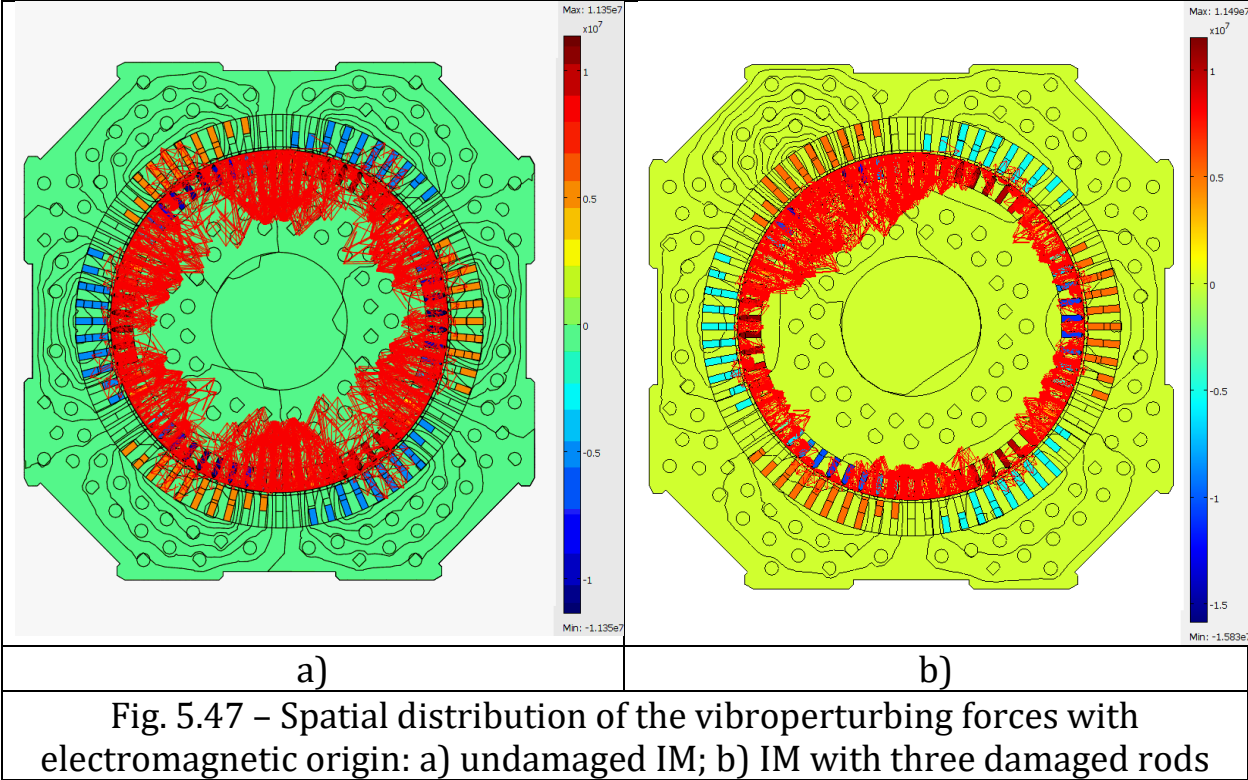 Max: 1.135e7
x10⁷
1
0.5
0
-0.5
-1
Min: -1.135e7
Max: 1.149e7
x10⁷
1
0.5
0
-0.5
-1
-1.5
Min: -1.583e7
a)
b)
Fig. 5.47 – Spatial distribution of the vibroperturbing forces with
electromagnetic origin: a) undamaged IM; b) IM with three damaged rods